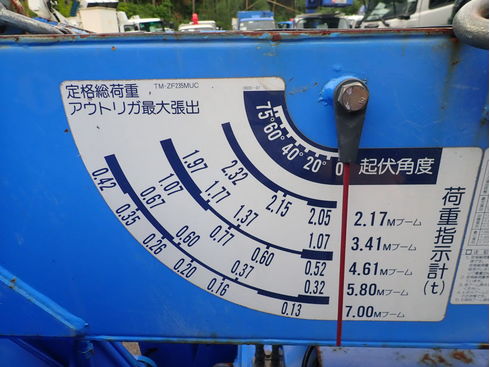 定格総荷重 TM-ZF235MUC
アウトリガ最大張出
75° 60° 40° 20° 0 起伏角度
2.32 2.15 2.05 2.17Mブーム
1.97 1.77 1.37 1.07 3.41Mブーム
1.07 0.77 0.60 0.52 4.61Mブーム
0.67 0.60 0.37 0.32 5.80Mブーム
0.42 0.35 0.26 0.20 0.16 0.13 7.00Mブーム
荷重指示計(t)